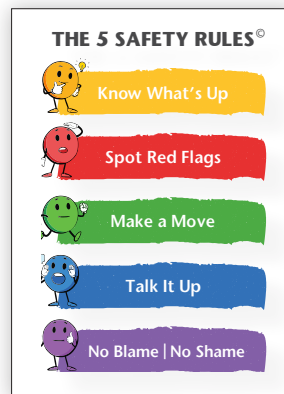 THE 5 SAFETY RULES©
Know What's Up
Spot Red Flags
Make a Move
Talk It Up
No Blame | No Shame